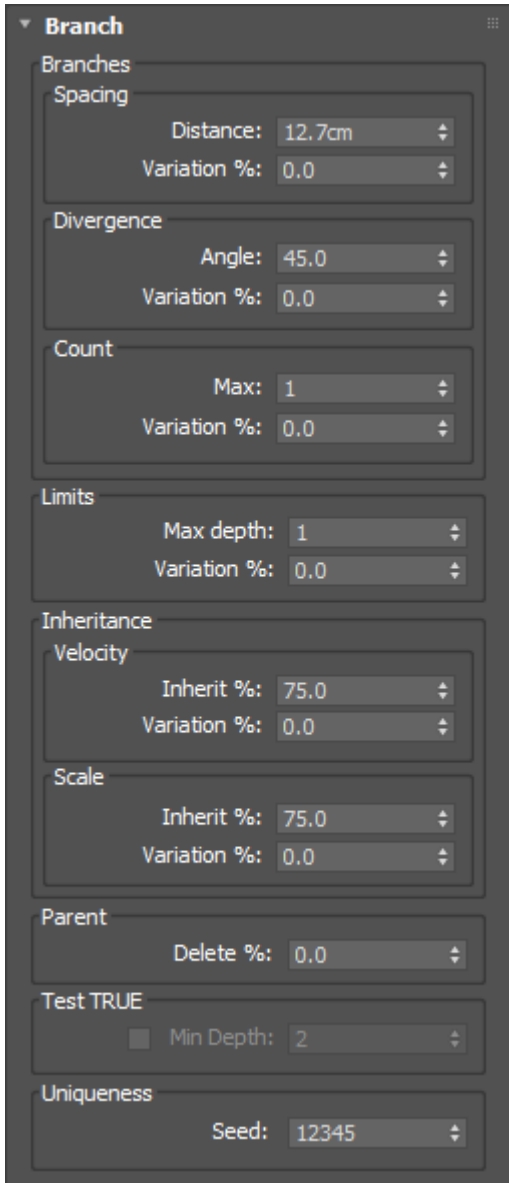 Branch
Branches
Spacing
Distance: 12.7cm
Variation %: 0.0
Divergence
Angle: 45.0
Variation %: 0.0
Count
Max: 1
Variation %: 0.0
Limits
Max depth: 1
Variation %: 0.0
Inheritance
Velocity
Inherit %: 75.0
Variation %: 0.0
Scale
Inherit %: 75.0
Variation %: 0.0
Parent
Delete %: 0.0
Test TRUE
Min Depth: 2
Uniqueness
Seed: 12345